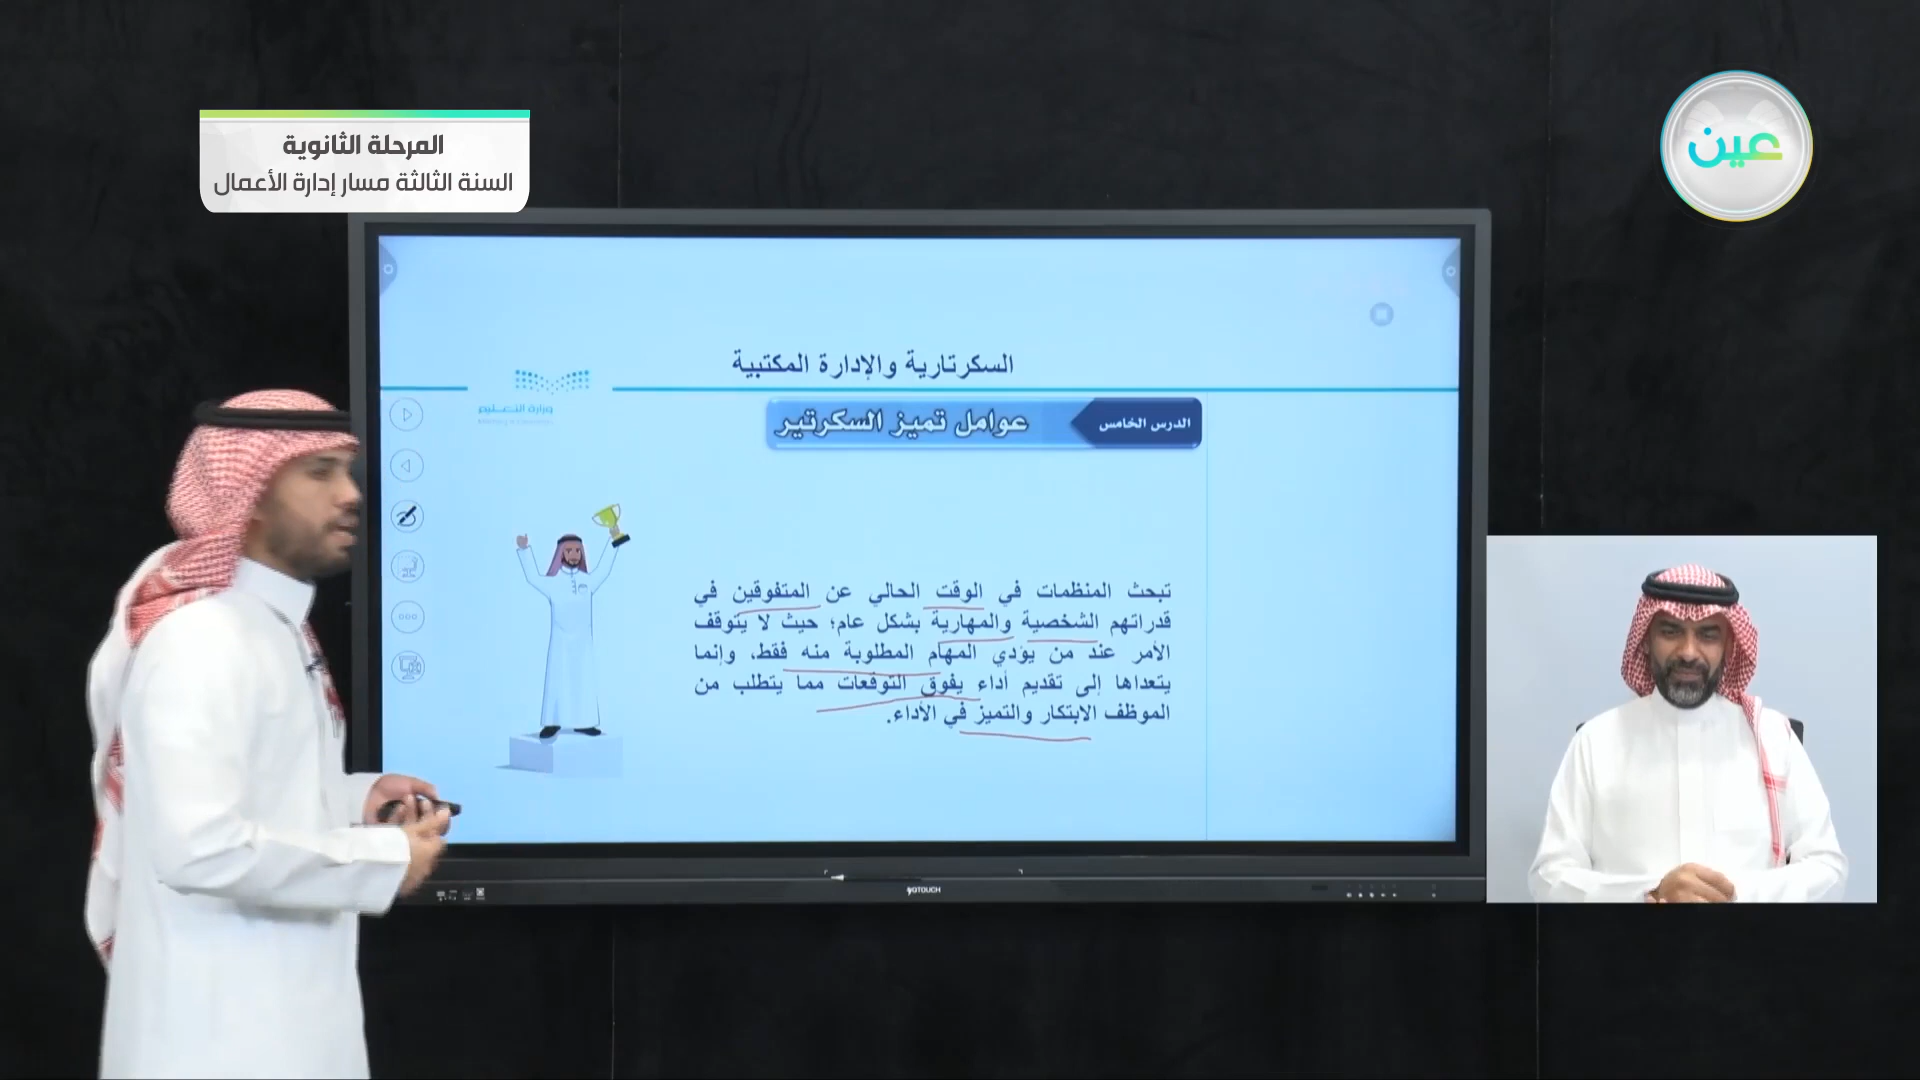 المرحلة الثانوية
السنة الثالثة مسار إدارة الأعمال
عين
السكرتارية والإدارة المكتبية
وزارة التعليم
الدرس الخامس
عوامل تميز السكرتير
تبحث المنظمات في الوقت الحالي عن المتفوقين في
قدراتهم الشخصية والمهارية بشكل عام؛ حيث لا يتوقف
الأمر عند من يؤدي المهام المطلوبة منه فقط، وإنما
يتعداها إلى تقديم أداء يفوق التوقعات مما يتطلب من
الموظف الابتكار والتميز في الأداء.